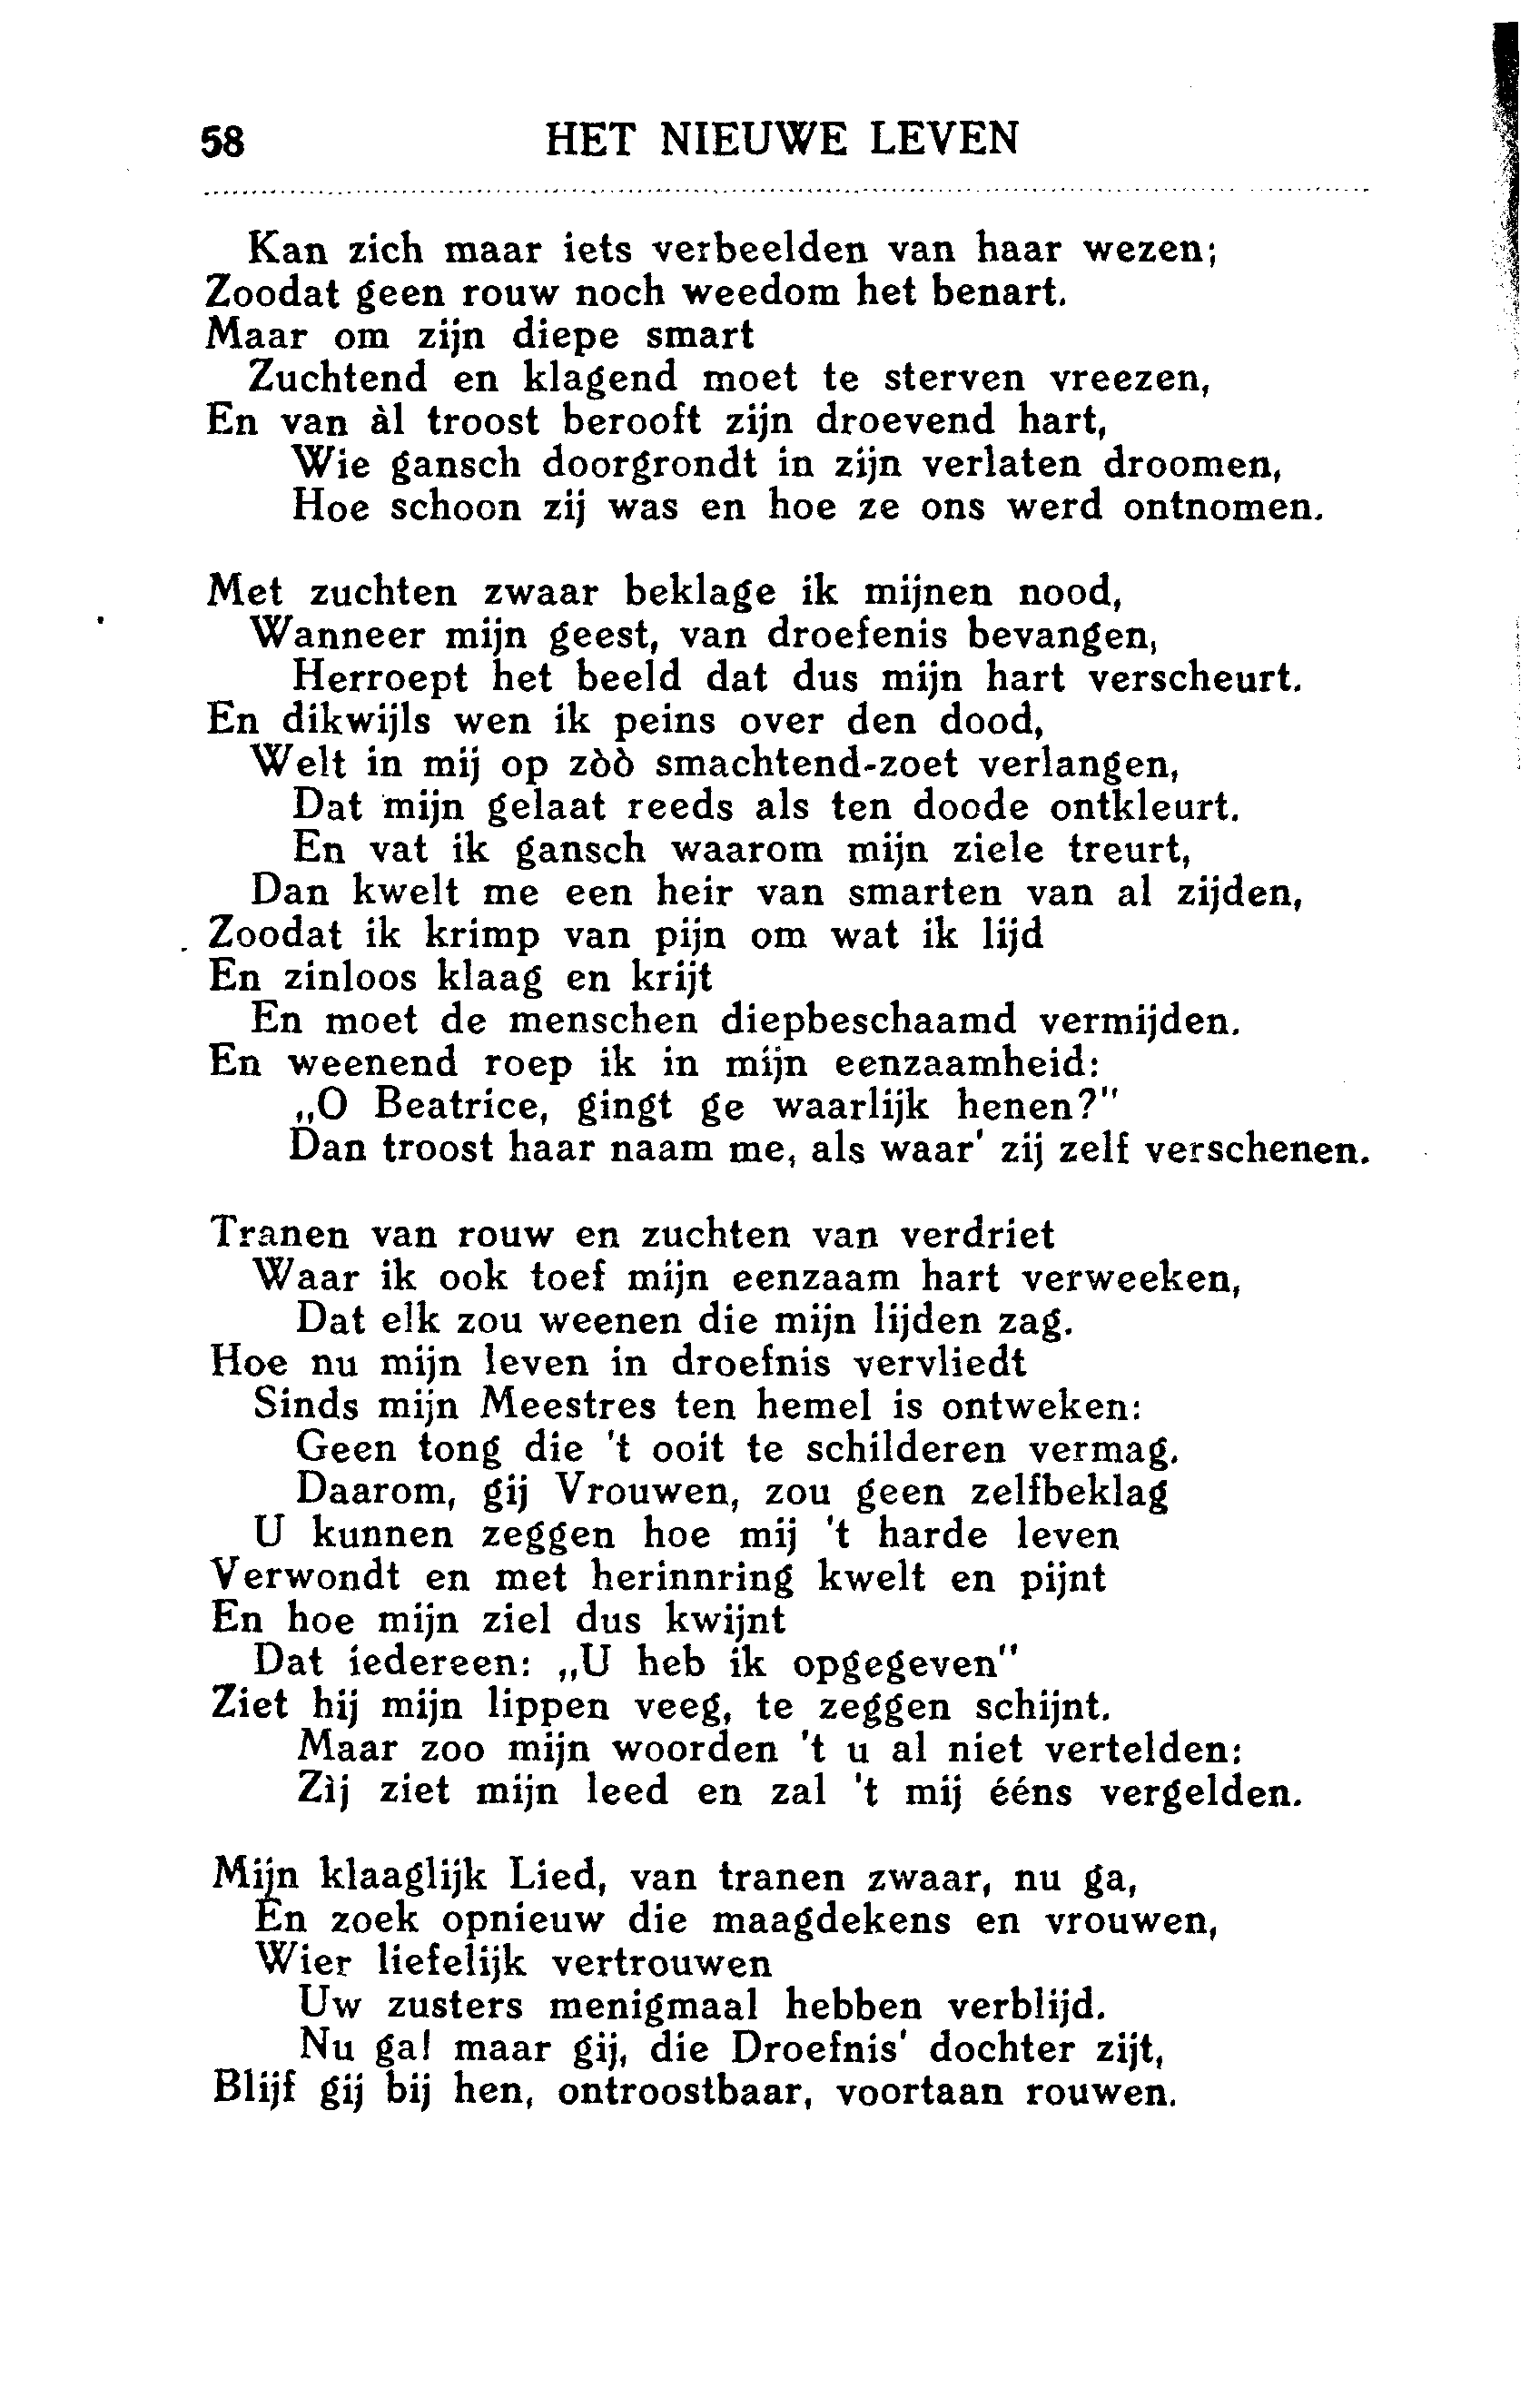 58 HET NIEUWE LEVEN
Kan zich maar iets verbeelden van haar wezen;
Zoodat geen rouw noch weedom het benart.
Maar om zijn diepe smart
Zuchtend en klagend moet te sterven vreezen,
En van àl troost berooft zijn droevend hart,
Wie gansch doorgrondt in zijn verlaten droomen,
Hoe schoon zij was en hoe ze ons werd ontnomen.
Met zuchten zwaar beklage ik mijnen nood,
Wanneer mijn geest, van droefenis bevangen,
Herroept het beeld dat dus mijn hart verscheurt.
En dikwijls wen ik peins over den dood,
Welt in mij op zòò smachtend-zoet verlangen,
Dat mijn gelaat reeds als ten doode ontkleurt.
En vat ik gansch waarom mijn ziele treurt,
Dan kwelt me een heir van smarten van al zijden,
Zoodat ik krimp van pijn om wat ik lijd
En zinloos klaag en krijt
En moet de menschen diepbeschaamd vermijden.
En weenend roep ik in mijn eenzaamheid:
„O Beatrice, gingt ge waarlijk henen?"
Dan troost haar naam me, als waar' zij zelf verschenen.
Tranen van rouw en zuchten van verdriet
Waar ik ook toef mijn eenzaam hart verweeken,
Dat elk zou weenen die mijn lijden zag.
Hoe nu mijn leven in droefnis vervliedt
Sinds mijn Meestres ten hemel is ontweken:
Geen tong die 't ooit te schilderen vermag.
Daarom, gij Vrouwen, zou geen zelfbeklag
U kunnen zeggen hoe mij 't harde leven
Verwondt en met herinnring kwelt en pijnt
En hoe mijn ziel dus kwijnt
Dat iedereen: „U heb ik opgegeven"
Ziet hij mijn lippen veeg, te zeggen schijnt.
Maar zoo mijn woorden 't u al niet vertelden:
Zìj ziet mijn leed en zal 't mij ééns vergelden.
Mijn klaaglijk Lied, van tranen zwaar, nu ga,
En zoek opnieuw die maagdekens en vrouwen,
Wier liefelijk vertrouwen
Uw zusters menigmaal hebben verblijd.
Nu ga! maar gij, die Droefnis' dochter zijt,
Blijf gij bij hen, ontroostbaar, voortaan rouwen.